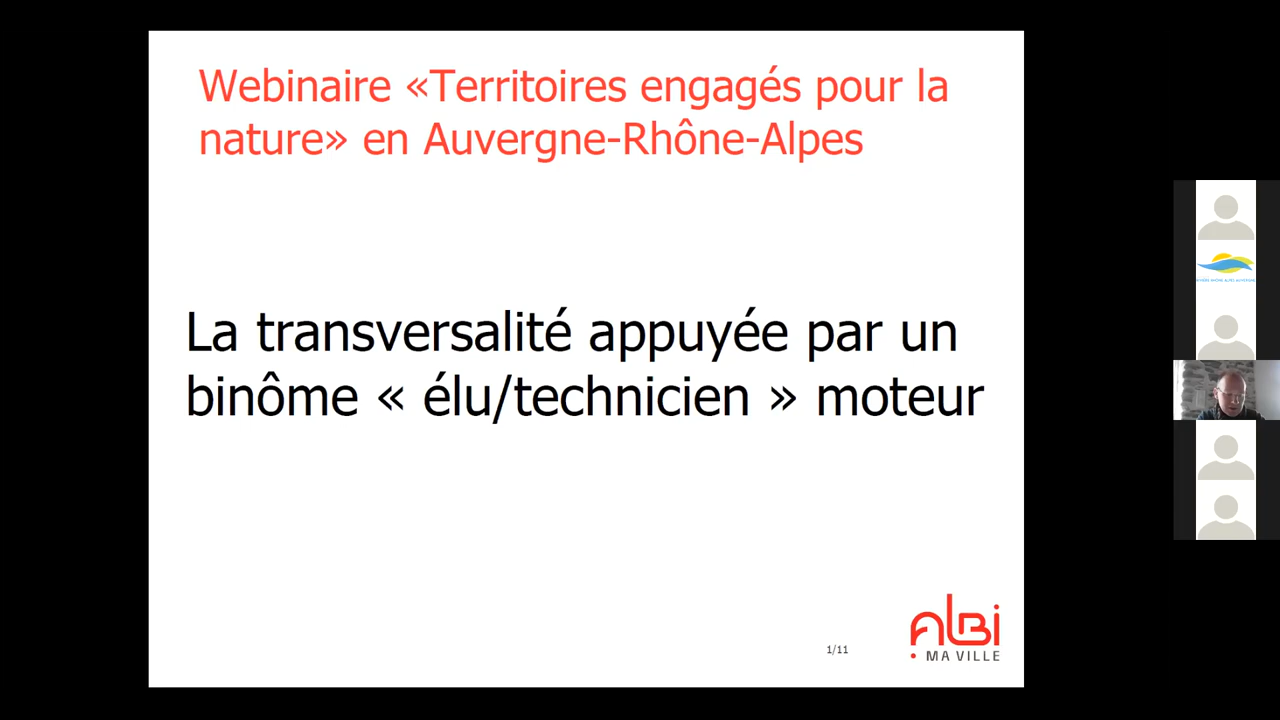 Webinaire «Territoires engagés pour la
nature» en Auvergne-Rhône-Alpes
La transversalité appuyée par un
binôme « élu/technicien » moteur
1/11
ALBi
• MA VILLE